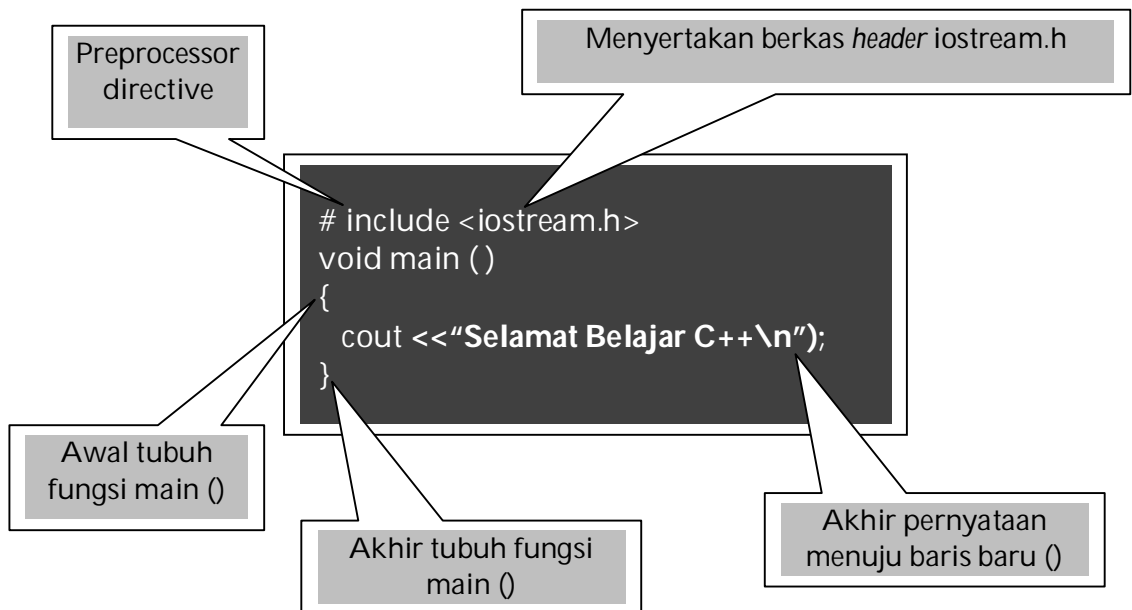 Preprocessor
directive
Menyertakan berkas header iostream.h
# include <iostream.h>
void main ( )
{
cout <<“Selamat Belajar C++\n”);
}
Awal tubuh
fungsi main ()
Akhir tubuh fungsi
main ()
Akhir pernyataan
menuju baris baru ()